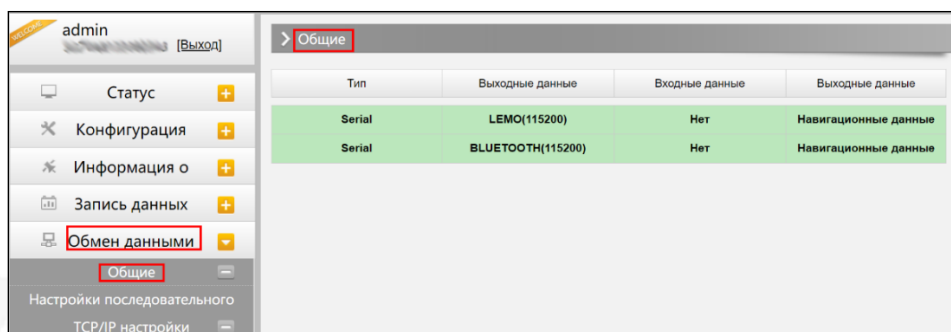 WELCOME
admin
[Выход]
Статус
Конфигурация
Информация о
Запись данных
Обмен данными
Общие
Настройки последовательного
TCP/IP настройки
Общие
Тип Выходные данные Входные данные Выходные данные
Serial LEMO(115200) Нет Навигационные данные
Serial BLUETOOTH(115200) Нет Навигационные данные